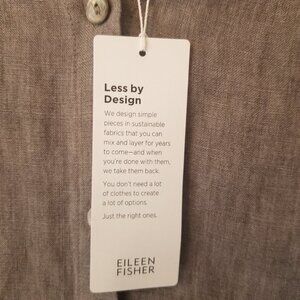 Less by
Design
We design simple
pieces in sustainable
fabrics that you can
mix and layer for years
to come—and when
you're done with them,
we take them back.
You don't need a lot
of clothes to create
a lot of options.
Just the right ones.
EILEEN
FISHER